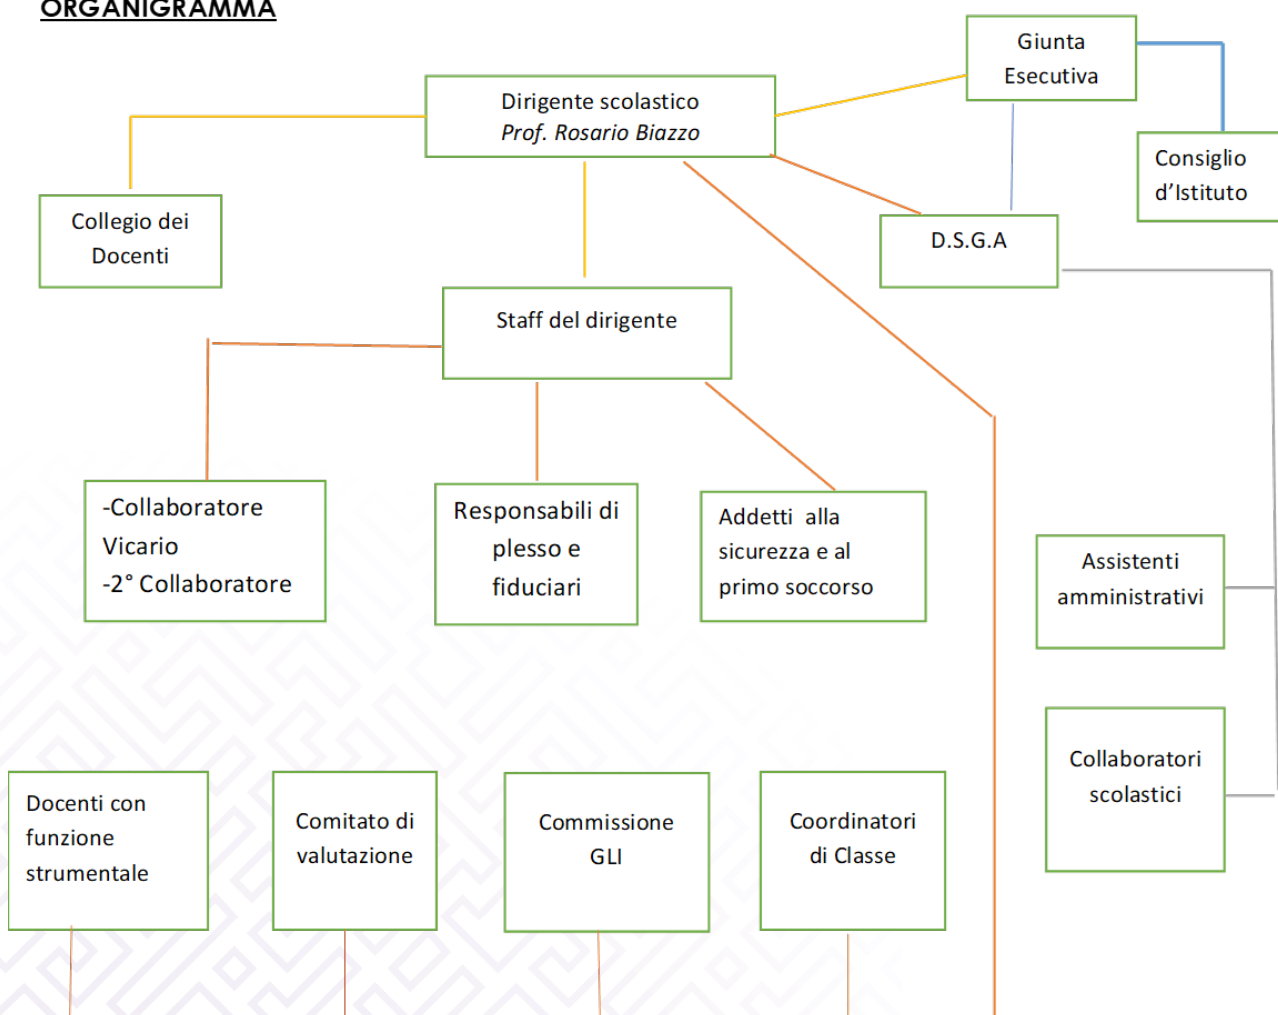 ORGANIGRAMMA
Giunta
Esecutiva
Dirigente scolastico
Prof. Rosario Biazzo
Consiglio
d’Istituto
Collegio dei
Docenti
D.S.G.A
Staff del dirigente
-Collaboratore
Vicario
-2° Collaboratore
Responsabili di
plesso e
fiduciari
Addetti alla
sicurezza e al
primo soccorso
Assistenti
amministrativi
Collaboratori
scolastici
Docenti con
funzione
strumentale
Comitato di
valutazione
Commissione
GLI
Coordinatori
di Classe